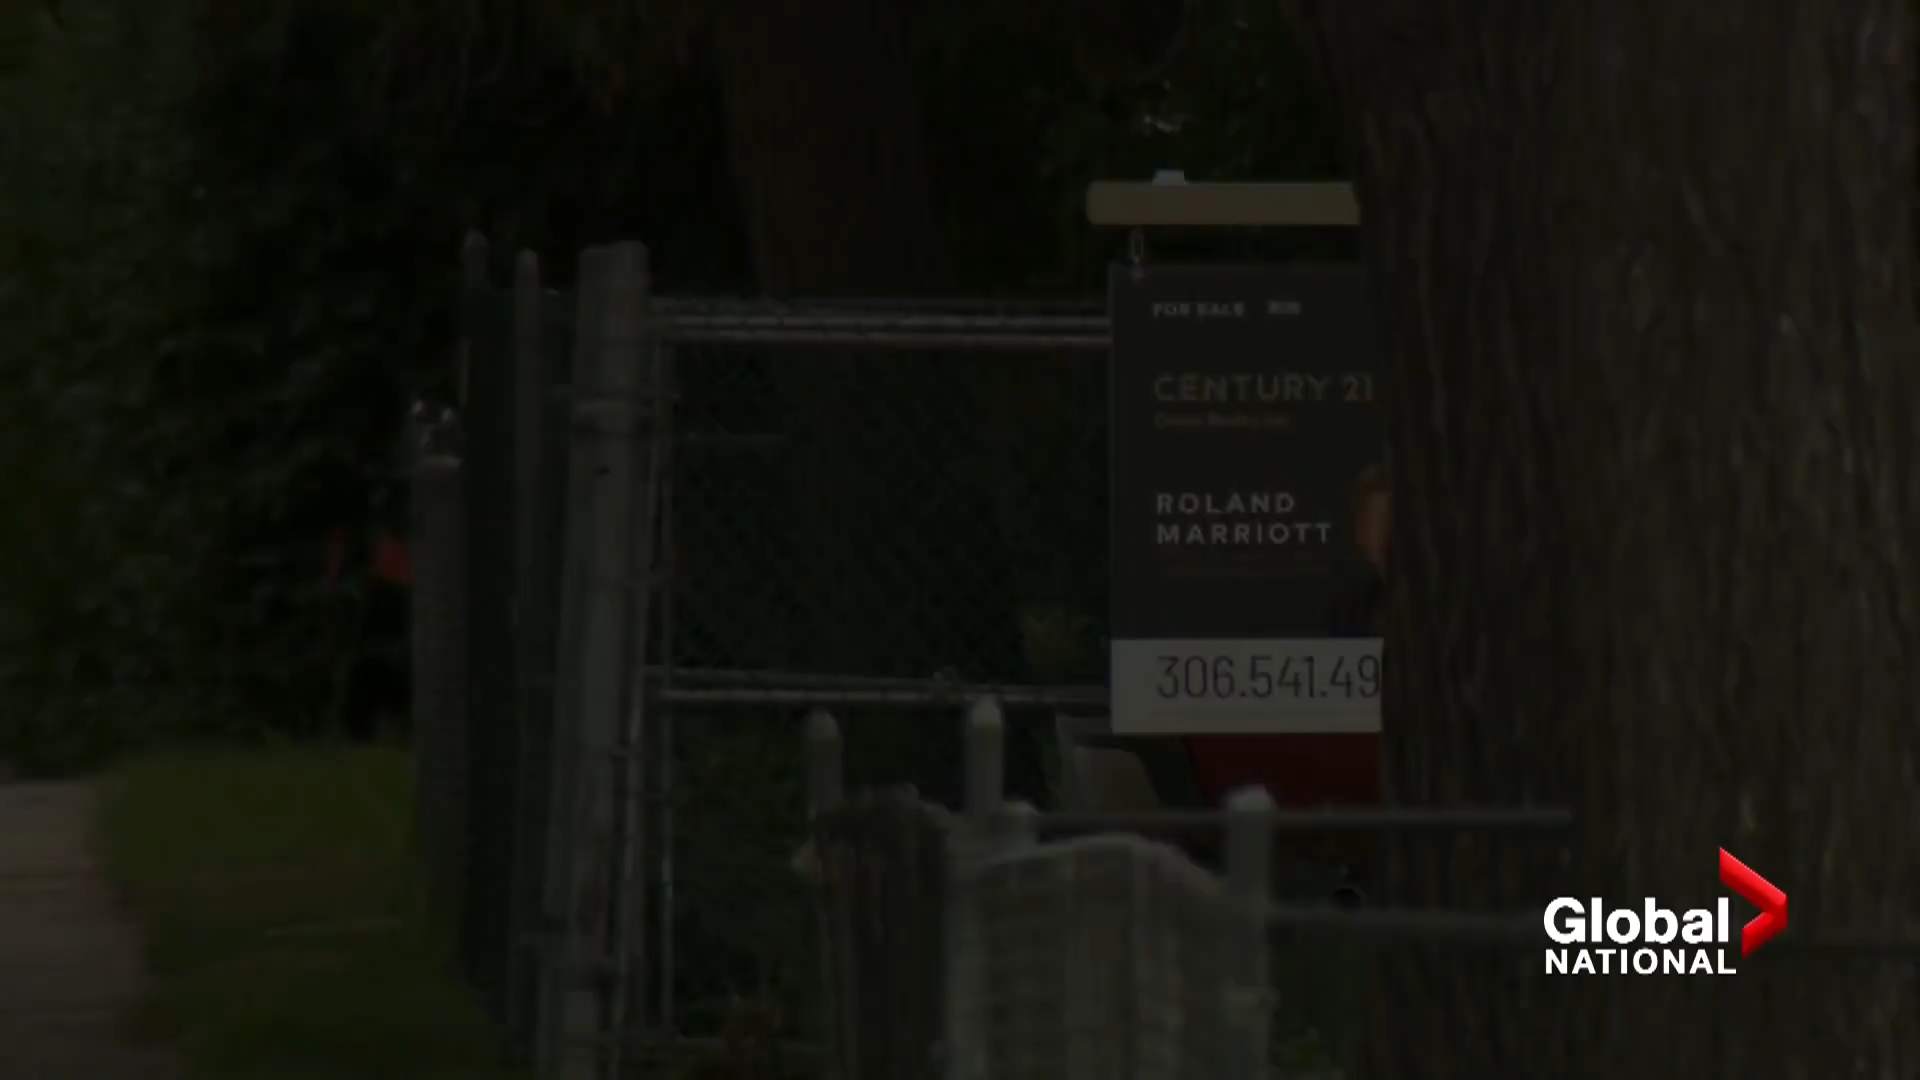 FOR SALE
CENTURY 21
ROLAND
MARRIOTT
306.541.49
Global
NATIONAL